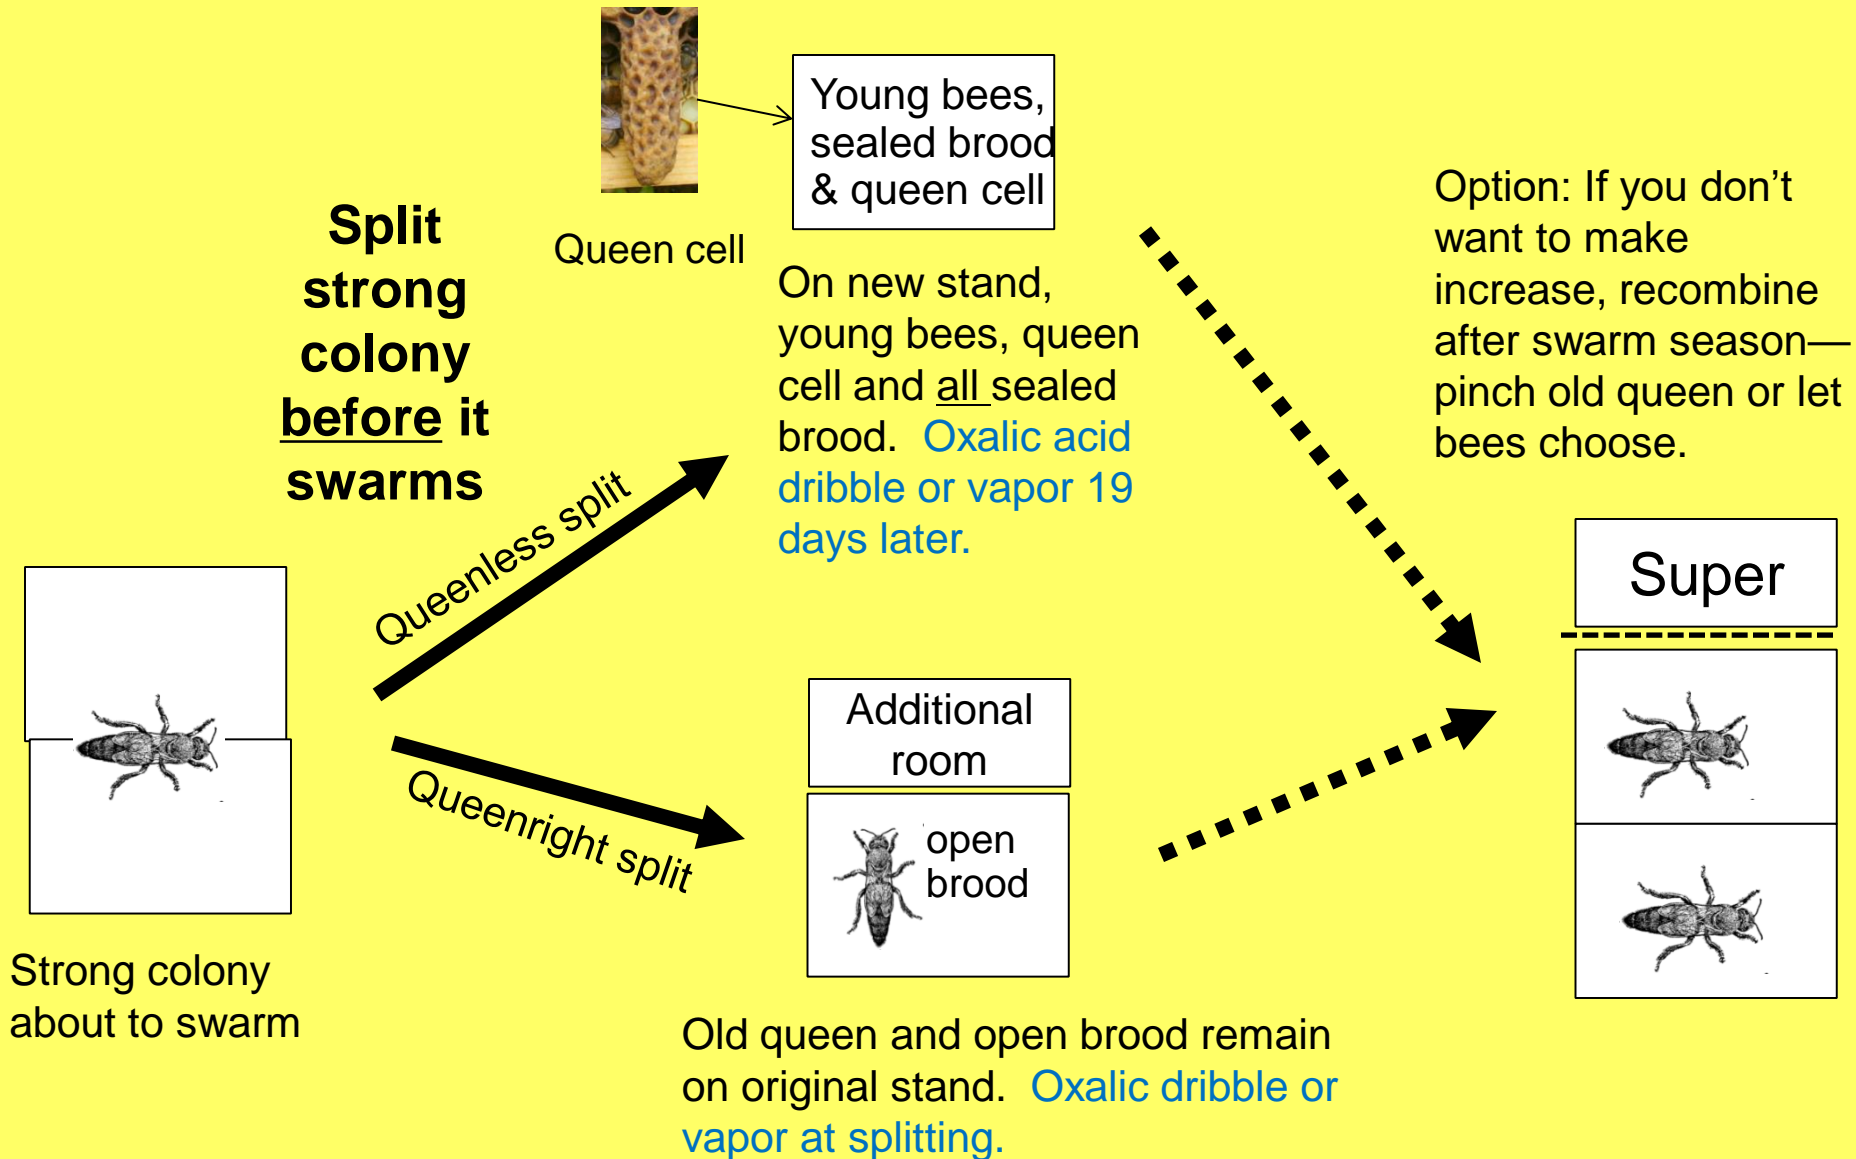 Split
strong
colony
before it
swarms
Queen cell
Young bees,
sealed brood
& queen cell
On new stand,
young bees, queen
cell and all sealed
brood.  Oxalic acid
dribble or vapor 19
days later.
Option: If you don’t
want to make
increase, recombine
after swarm season—
pinch old queen or let
bees choose.
Queenless split
Queenright split
Strong colony
about to swarm
Additional
room
open
brood
Old queen and open brood remain
on original stand.  Oxalic dribble or
vapor at splitting.
Super